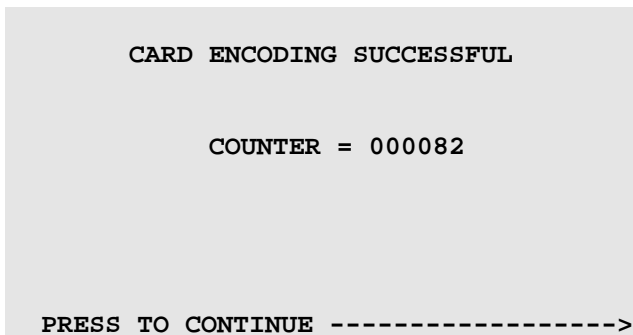 CARD ENCODING SUCCESSFUL
COUNTER = 000082
PRESS TO CONTINUE ------------------>